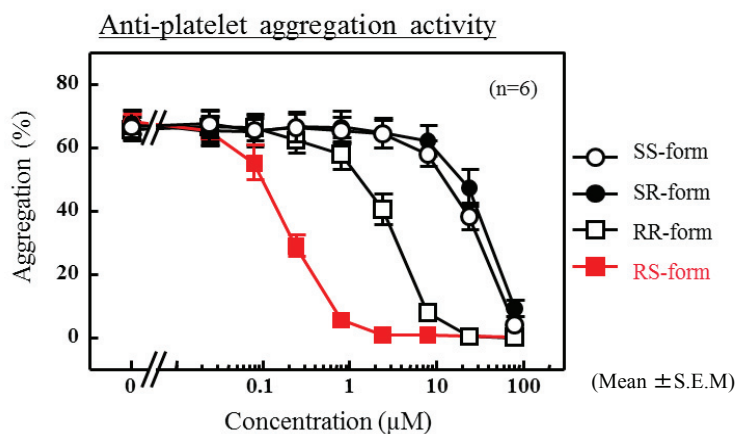 Anti-platelet aggregation activity
(n=6)
80
60
40
20
0
Aggregation (%)
0
0.1
1
10
100
Concentration (µM)
SS-form
SR-form
RR-form
RS-form
(Mean ±S.E.M)